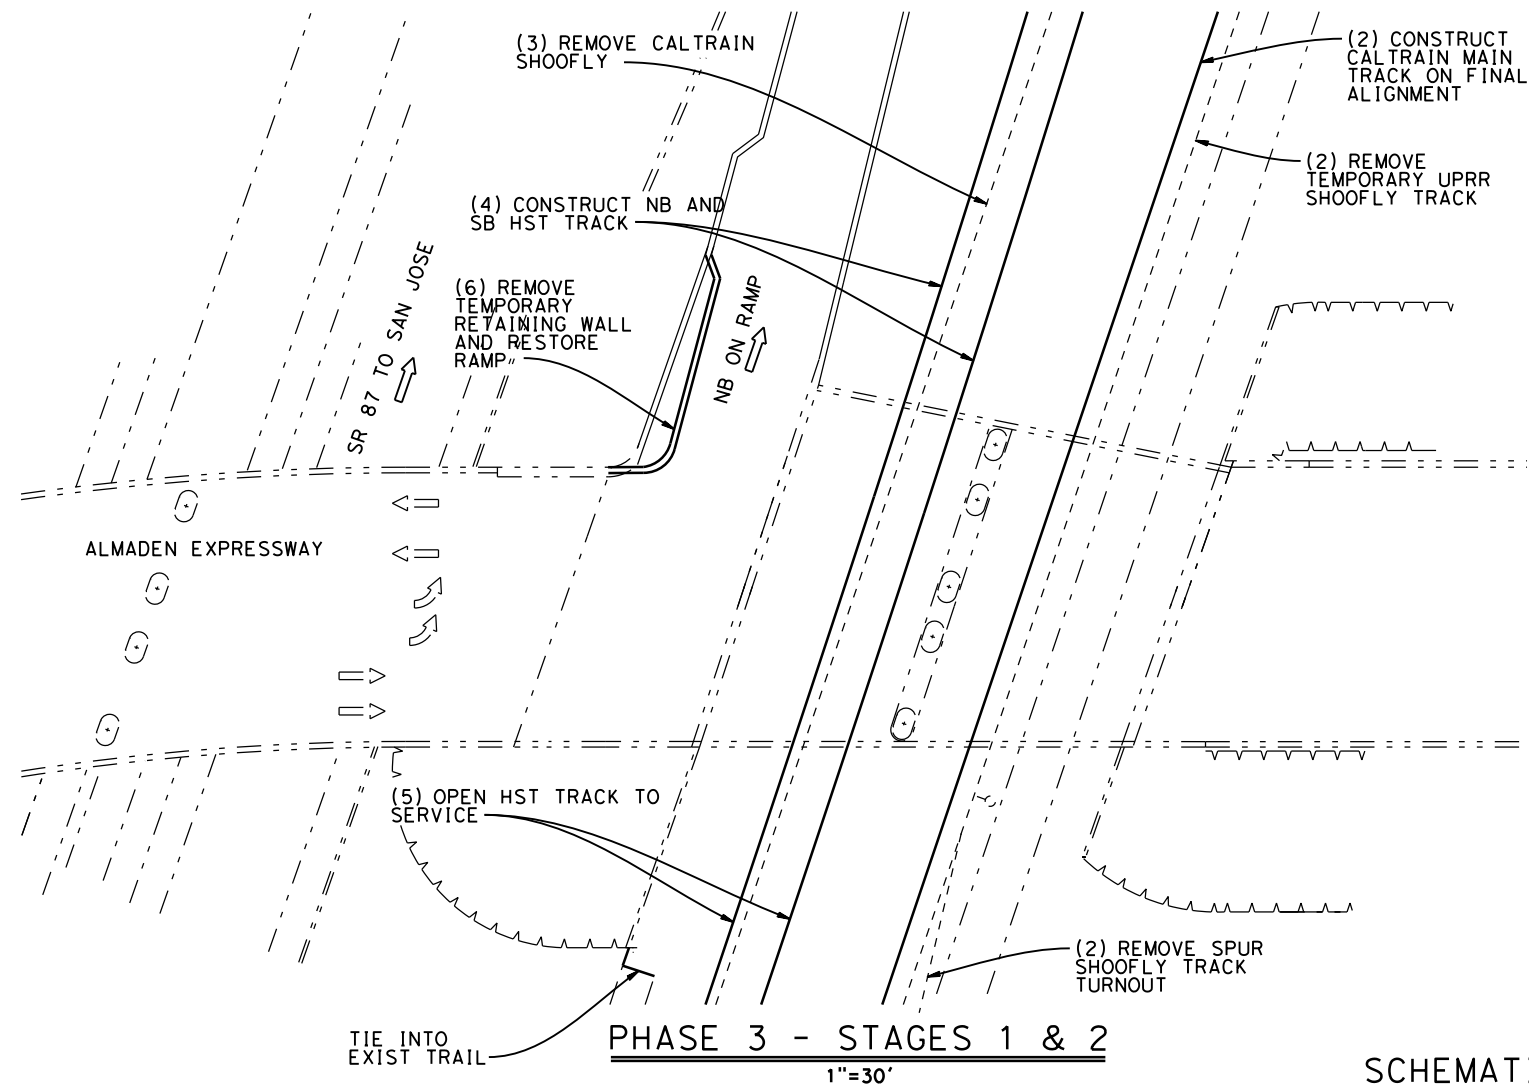 (3) REMOVE CALTRAIN
SHOOFLY
(2) CONSTRUCT
CALTRAIN MAIN
TRACK ON FINAL
ALIGNMENT
(2) REMOVE
TEMPORARY UPRR
SHOOFLY TRACK
(4) CONSTRUCT NB AND
SB HST TRACK
(6) REMOVE
TEMPORARY
RETAINING WALL
AND RESTORE
RAMP
SR 87 TO SAN JOSE
NB ON RAMP
ALMADEN EXPRESSWAY
(5) OPEN HST TRACK TO
SERVICE
(2) REMOVE SPUR
SHOOFLY TRACK
TURNOUT
TIE INTO
EXIST TRAIL
PHASE 3 - STAGES 1 & 2
1"=30'